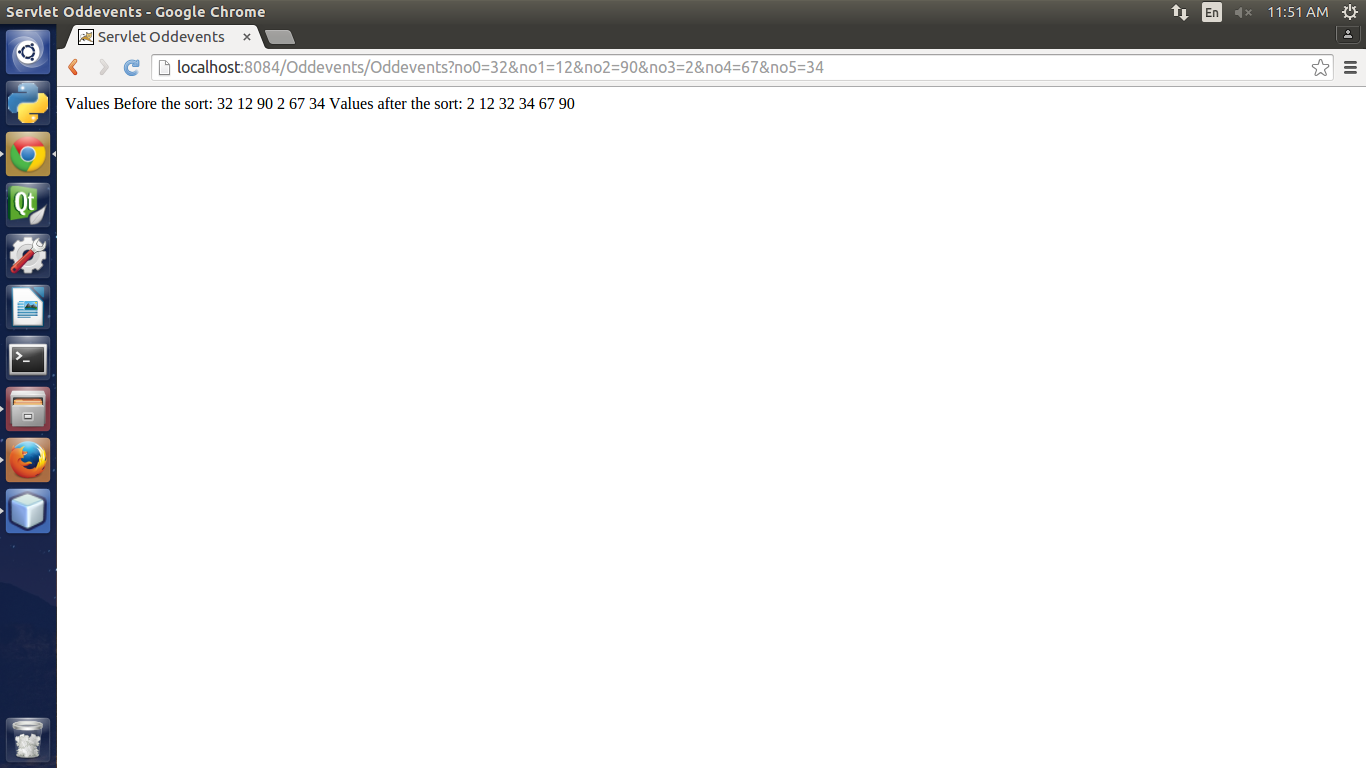 Servlet Oddevents - Google Chrome
En
11:51 AM
Servlet Oddevents ×
localhost:8084/Oddevents/Oddevents?no0=32&no1=12&no2=90&no3=2&no4=67&no5=34
Values Before the sort: 32 12 90 2 67 34 Values after the sort: 2 12 32 34 67 90
Qt
>_